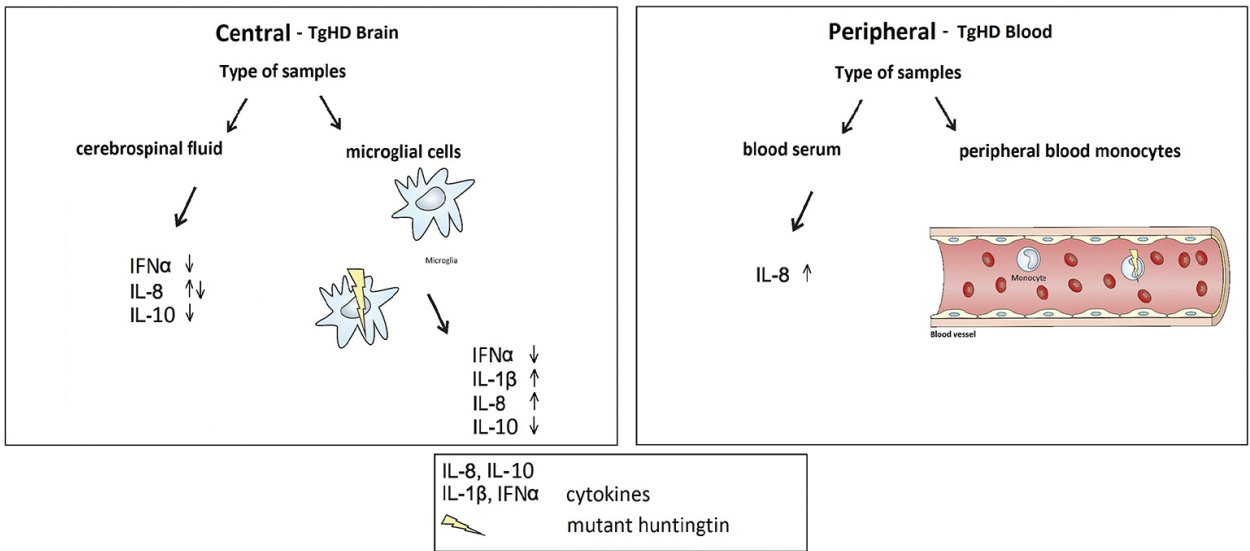 Central - TgHD Brain
Type of samples
cerebrospinal fluid
microglial cells
Microglia
IFNα ↓
IL-8 ↑↓
IL-10 ↓
IFNα ↓
IL-1β ↑
IL-8 ↑
IL-10 ↓
Peripheral - TgHD Blood
Type of samples
blood serum
peripheral blood monocytes
IL-8 ↑
Monocyte
Blood vessel
IL-8, IL-10
IL-1β, IFNα cytokines
mutant huntingtin